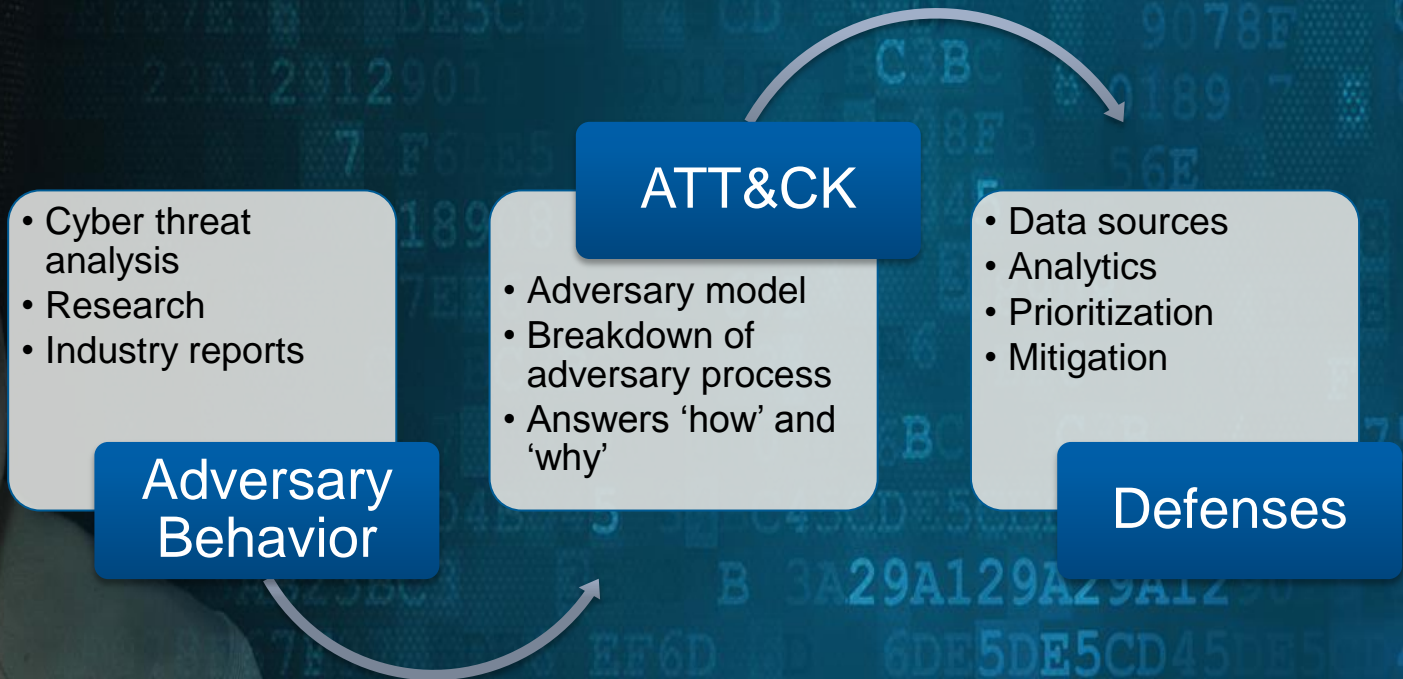 • Cyber threat
analysis
• Research
• Industry reports
Adversary
Behavior
ATT&CK
• Adversary model
• Breakdown of
adversary process
• Answers ‘how’ and
‘why’
• Data sources
• Analytics
• Prioritization
• Mitigation
Defenses